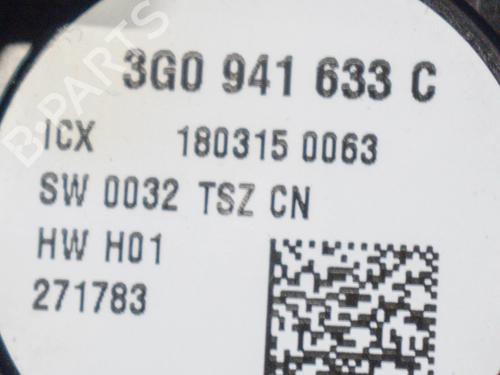 B-PARTS
3G0 941 633 C
ICX 180315 0063
SW 0032 TSZ CN
HW H01
271783